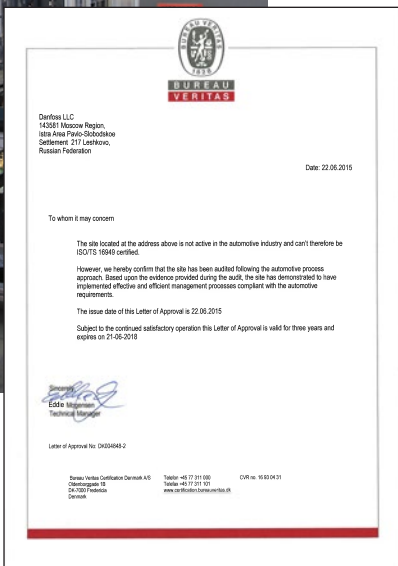 BUREAU VERITAS
1828
BUREAU
VERITAS
Danfoss LLC
143581 Moscow Region,
Istra Area Pavlo-Slobodskoe
Settlement 217 Leshkovo,
Russian Federation
Date: 22.06.2015
To whom it may concern
The site located at the address above is not active in the automotive industry and can't therefore be
ISO/TS 16949 certified.
However, we hereby confirm that the site has been audited following the automotive process
approach. Based upon the evidence provided during the audit, the site has demonstrated to have
implemented effective and efficient management processes compliant with the automotive
requirements.
The issue date of this Letter of Approval is 22.06.2015
Subject to the continued satisfactory operation this Letter of Approval is valid for three years and
expires on 21-06-2018
Sincerely
Eddie Mogensen
Technical Manager
Letter of Approval No: DK004848-2
Bureau Veritas Certification Denmark A/S Telefon +45 77 311 000 CVR no. 16 93 04 31
Oldenborggade 1B Telefax +45 77 311 101
DK-7000 Fredericia www.certification.bureauveritas.dk
Denmark